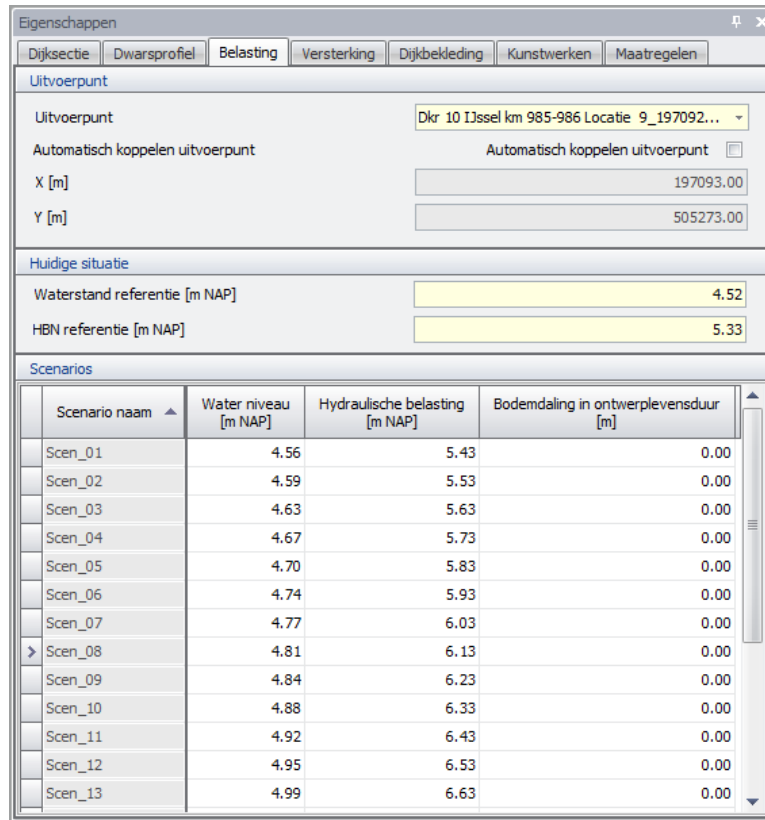 Eigenschappen
Dijksectie Dwarsprofiel Belasting Versterking Dijkbekleding Kunstwerken Maatregelen
Uitvoerpunt
Uitvoerpunt Dkr 10 IJssel km 985-986 Locatie 9_197092...
Automatisch koppelen uitvoerpunt Automatisch koppelen uitvoerpunt
X [m] 197093.00
Y [m] 505273.00
Huidige situatie
Waterstand referentie [m NAP] 4.52
HBN referentie [m NAP] 5.33
Scenarios
Scenario naam Water niveau [m NAP] Hydraulische belasting [m NAP] Bodemdaling in ontwerplevensduur [m]
Scen_01 4.56 5.43 0.00
Scen_02 4.59 5.53 0.00
Scen_03 4.63 5.63 0.00
Scen_04 4.67 5.73 0.00
Scen_05 4.70 5.83 0.00
Scen_06 4.74 5.93 0.00
Scen_07 4.77 6.03 0.00
Scen_08 4.81 6.13 0.00
Scen_09 4.84 6.23 0.00
Scen_10 4.88 6.33 0.00
Scen_11 4.92 6.43 0.00
Scen_12 4.95 6.53 0.00
Scen_13 4.99 6.63 0.00